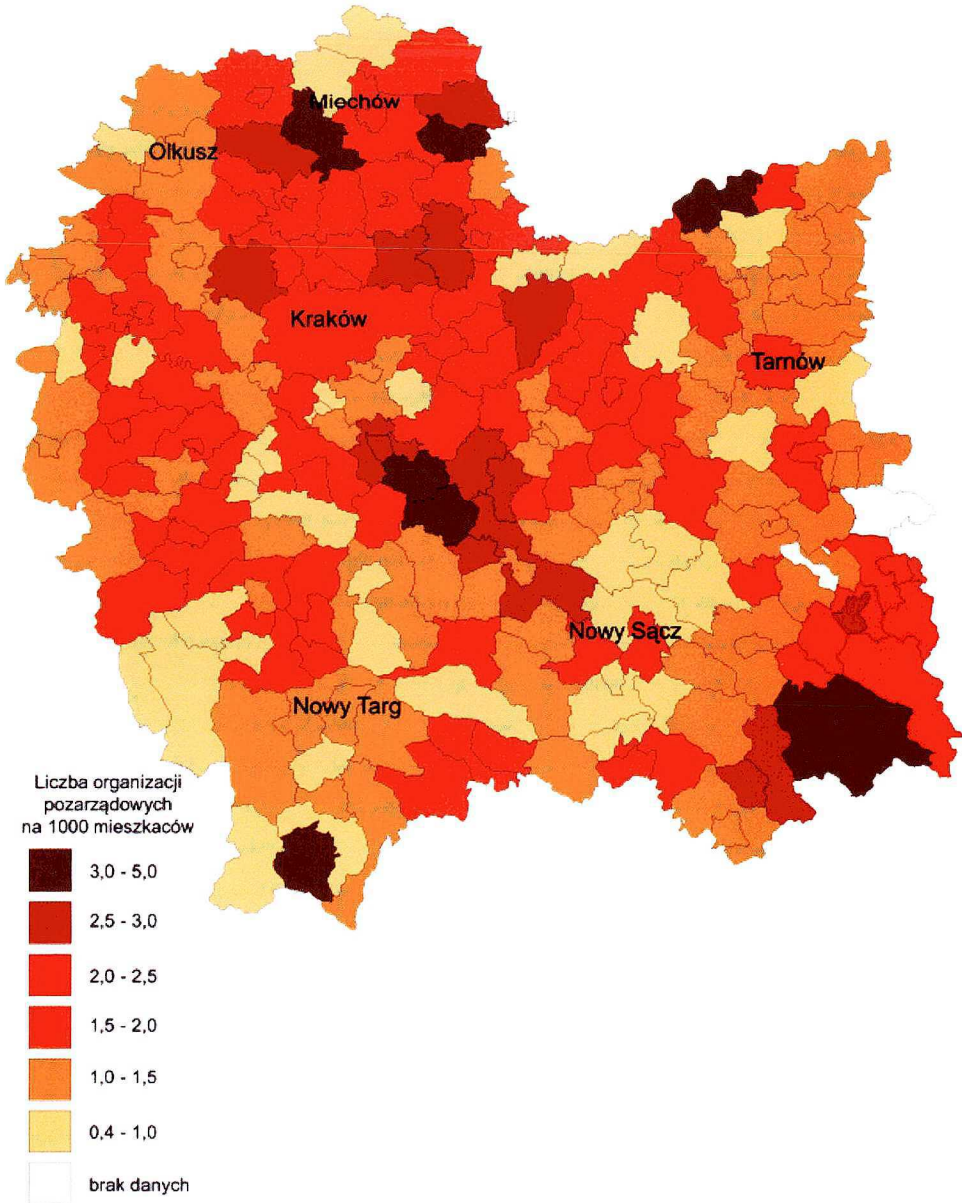 Miechów
Olkusz
Kraków
Tarnów
Nowy Sącz
Nowy Targ
Liczba organizacji
pozarządowych
na 1000 mieszkaców
3,0 - 5,0
2,5 - 3,0
2,0 - 2,5
1,5 - 2,0
1,0 - 1,5
0,4 - 1,0
brak danych